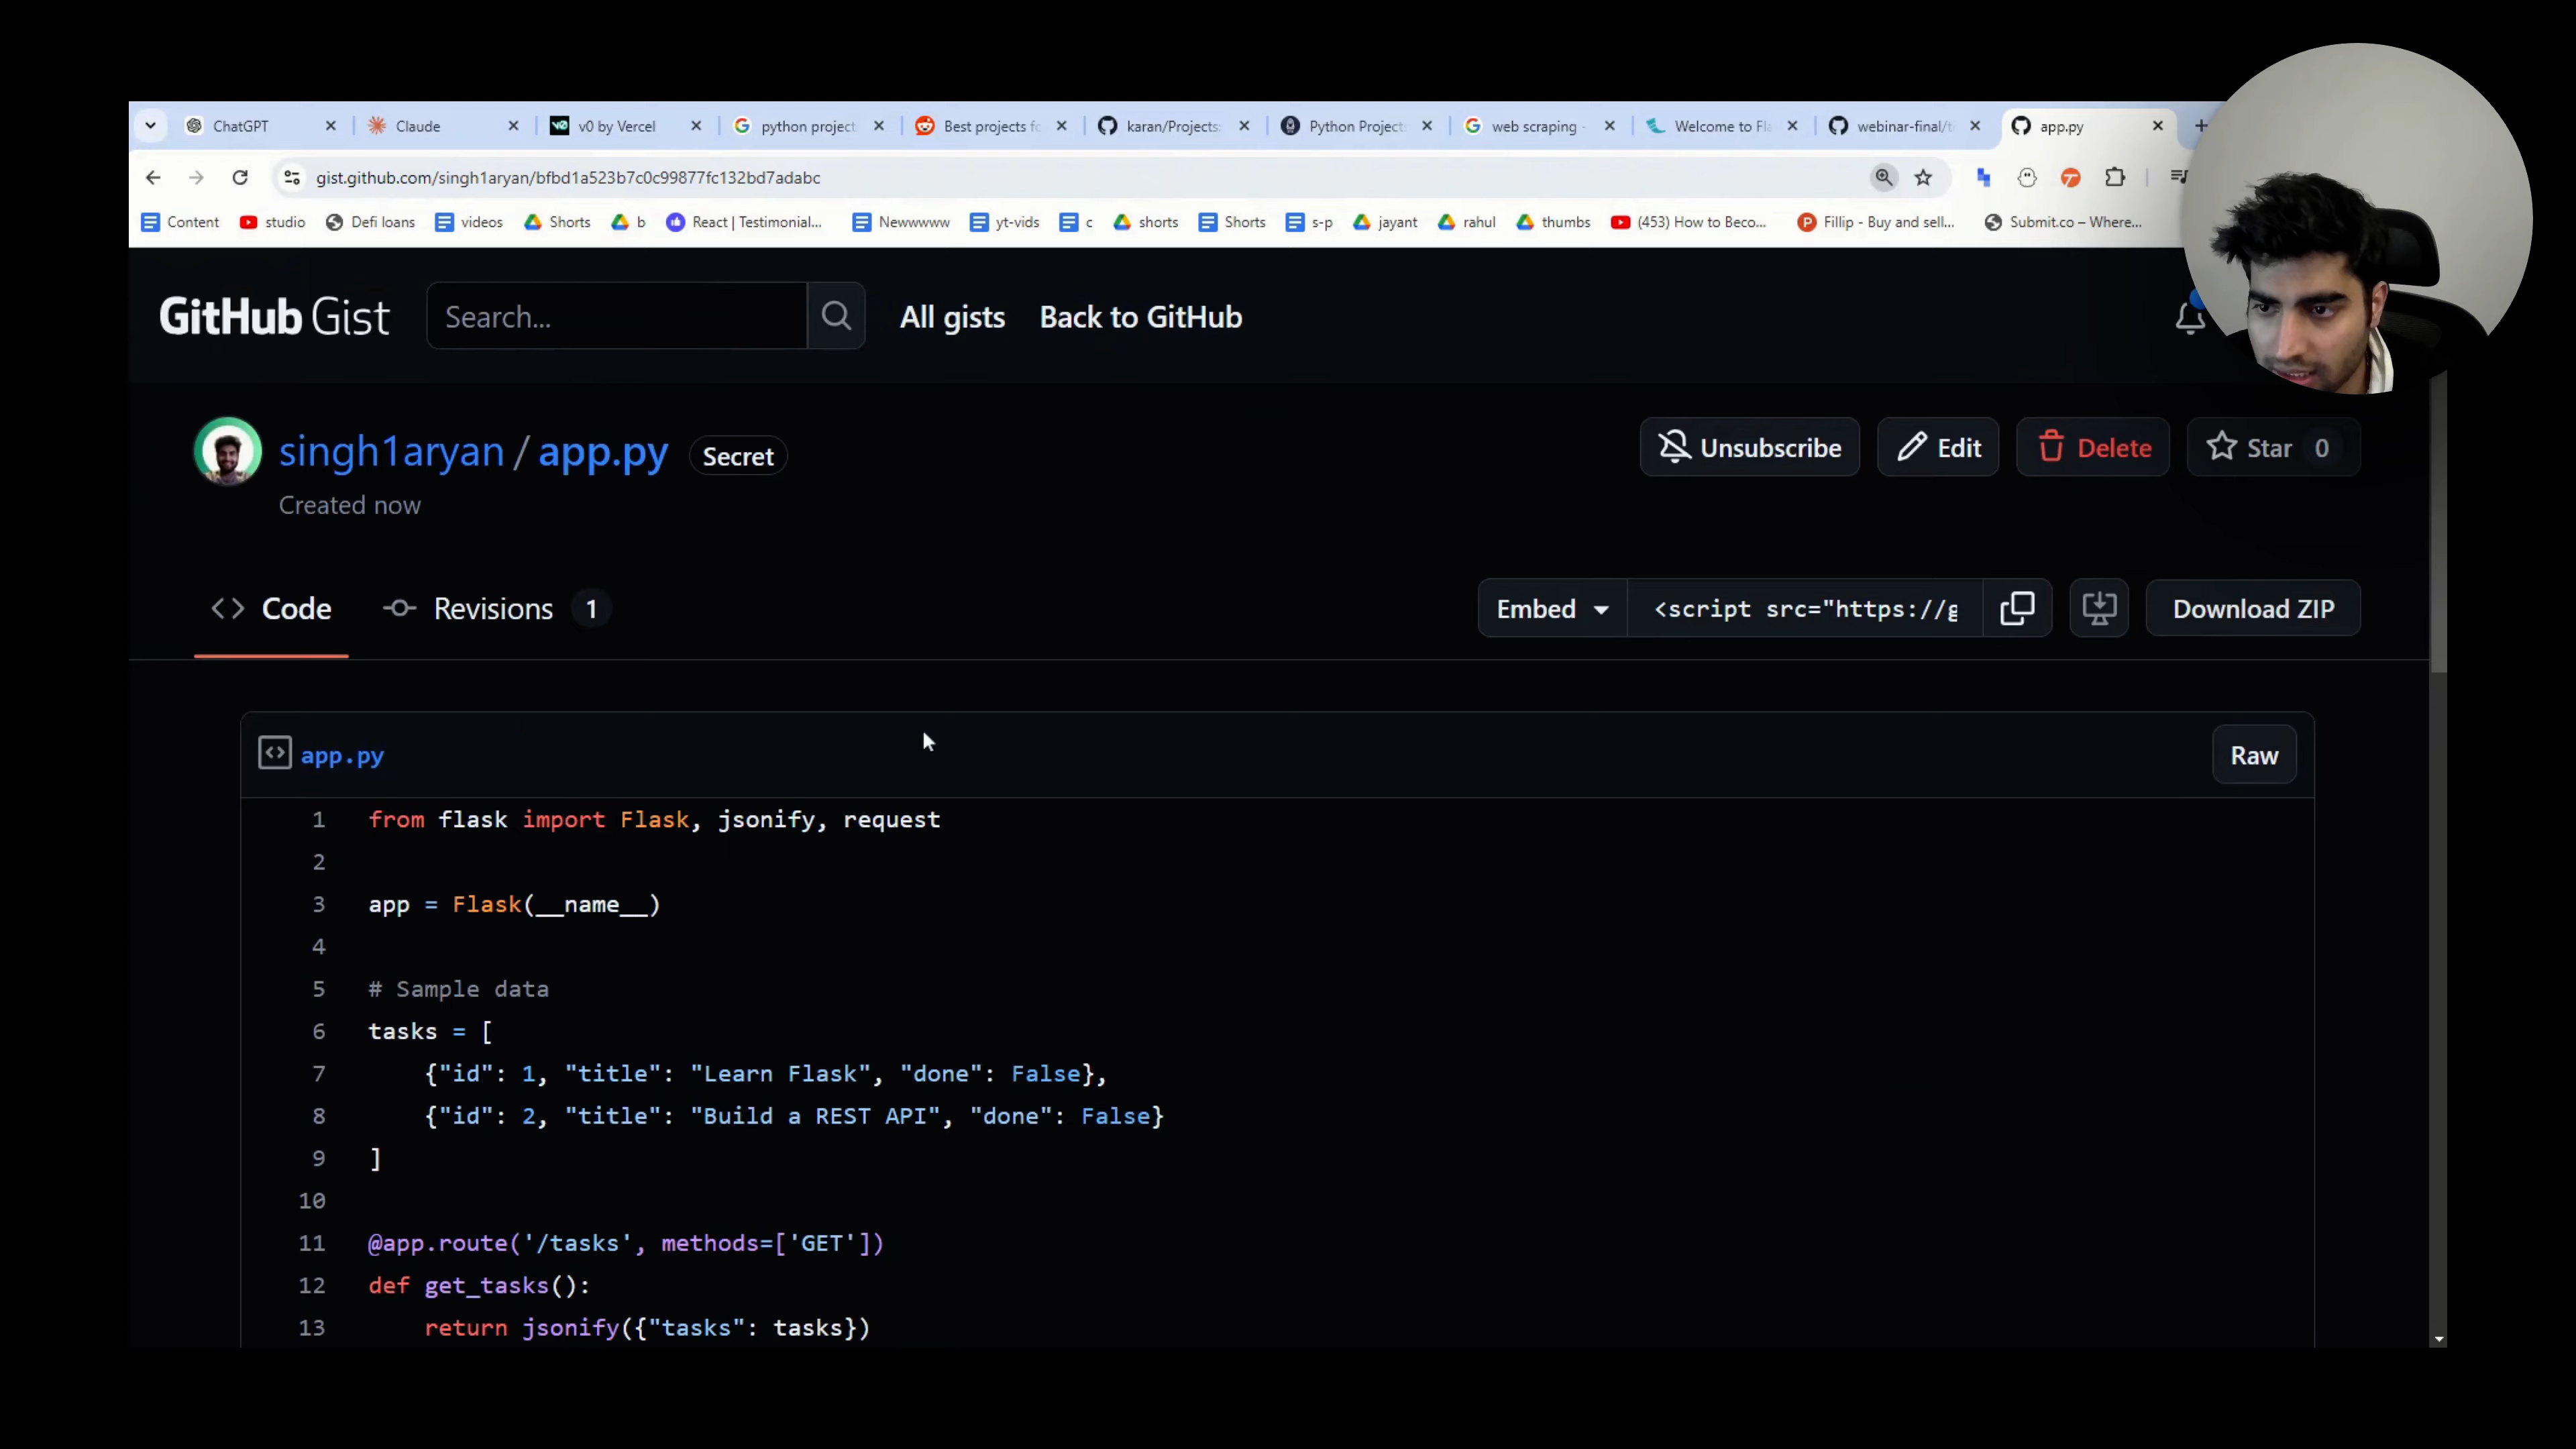 ChatGPT
Claude
v0 by Vercel
python project
Best projects fo
karan/Projects:
Python Project:
web scraping -
Welcome to Fla
webinar-final/t
app.py
gist.github.com/singh1aryan/bfbd1a523b7c0c99877fc132bd7adabc
Content studio Defi loans videos Shorts b React | Testimonial... Newwwww yt-vids c shorts Shorts s-p jayant rahul thumbs (453) How to Beco... Fillip - Buy and sell... Submit.co – Where...
GitHub Gist Search... All gists Back to GitHub
singh1aryan / app.py Secret
Unsubscribe Edit Delete Star 0
Created now
Code Revisions 1
Embed <script src="https://g Download ZIP
app.py Raw
1 from flask import Flask, jsonify, request
2
3 app = Flask(__name__)
4
5 # Sample data
6 tasks = [
7 {"id": 1, "title": "Learn Flask", "done": False},
8 {"id": 2, "title": "Build a REST API", "done": False}
9 ]
10
11 @app.route('/tasks', methods=['GET'])
12 def get_tasks():
13 return jsonify({"tasks": tasks})